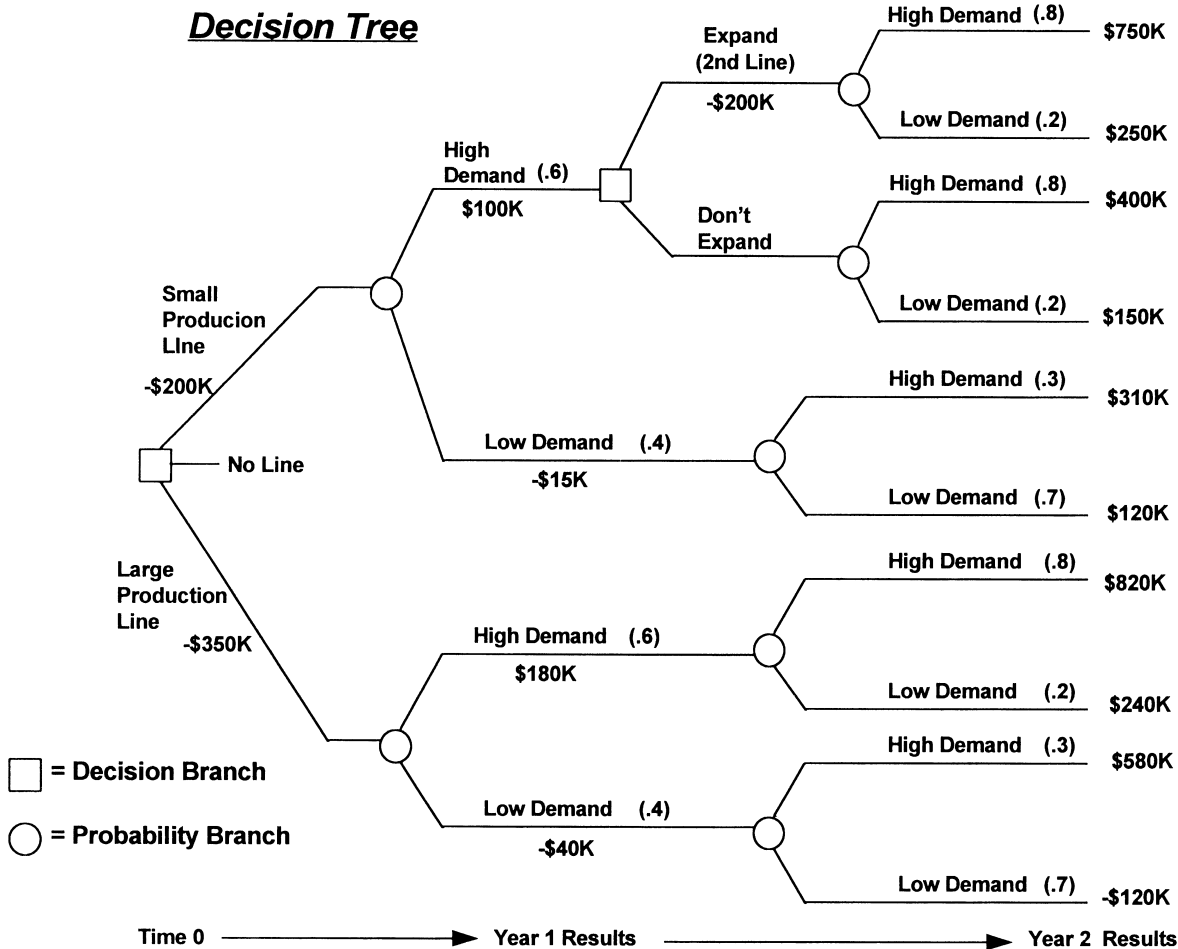 Decision Tree
High Demand (.8)
$750K
Expand
(2nd Line)
-$200K
Low Demand (.2)
$250K
High
Demand (.6)
$100K
High Demand (.8)
$400K
Don't
Expand
Low Demand (.2)
$150K
Small
Producion
LIne
-$200K
High Demand (.3)
$310K
Low Demand (.4)
-$15K
No Line
Low Demand (.7)
$120K
Large
Production
Line
-$350K
High Demand (.8)
$820K
High Demand (.6)
$180K
Low Demand (.2)
$240K
High Demand (.3)
$580K
Low Demand (.4)
-$40K
Low Demand (.7)
-$120K
= Decision Branch
= Probability Branch
Time 0
Year 1 Results
Year 2 Results